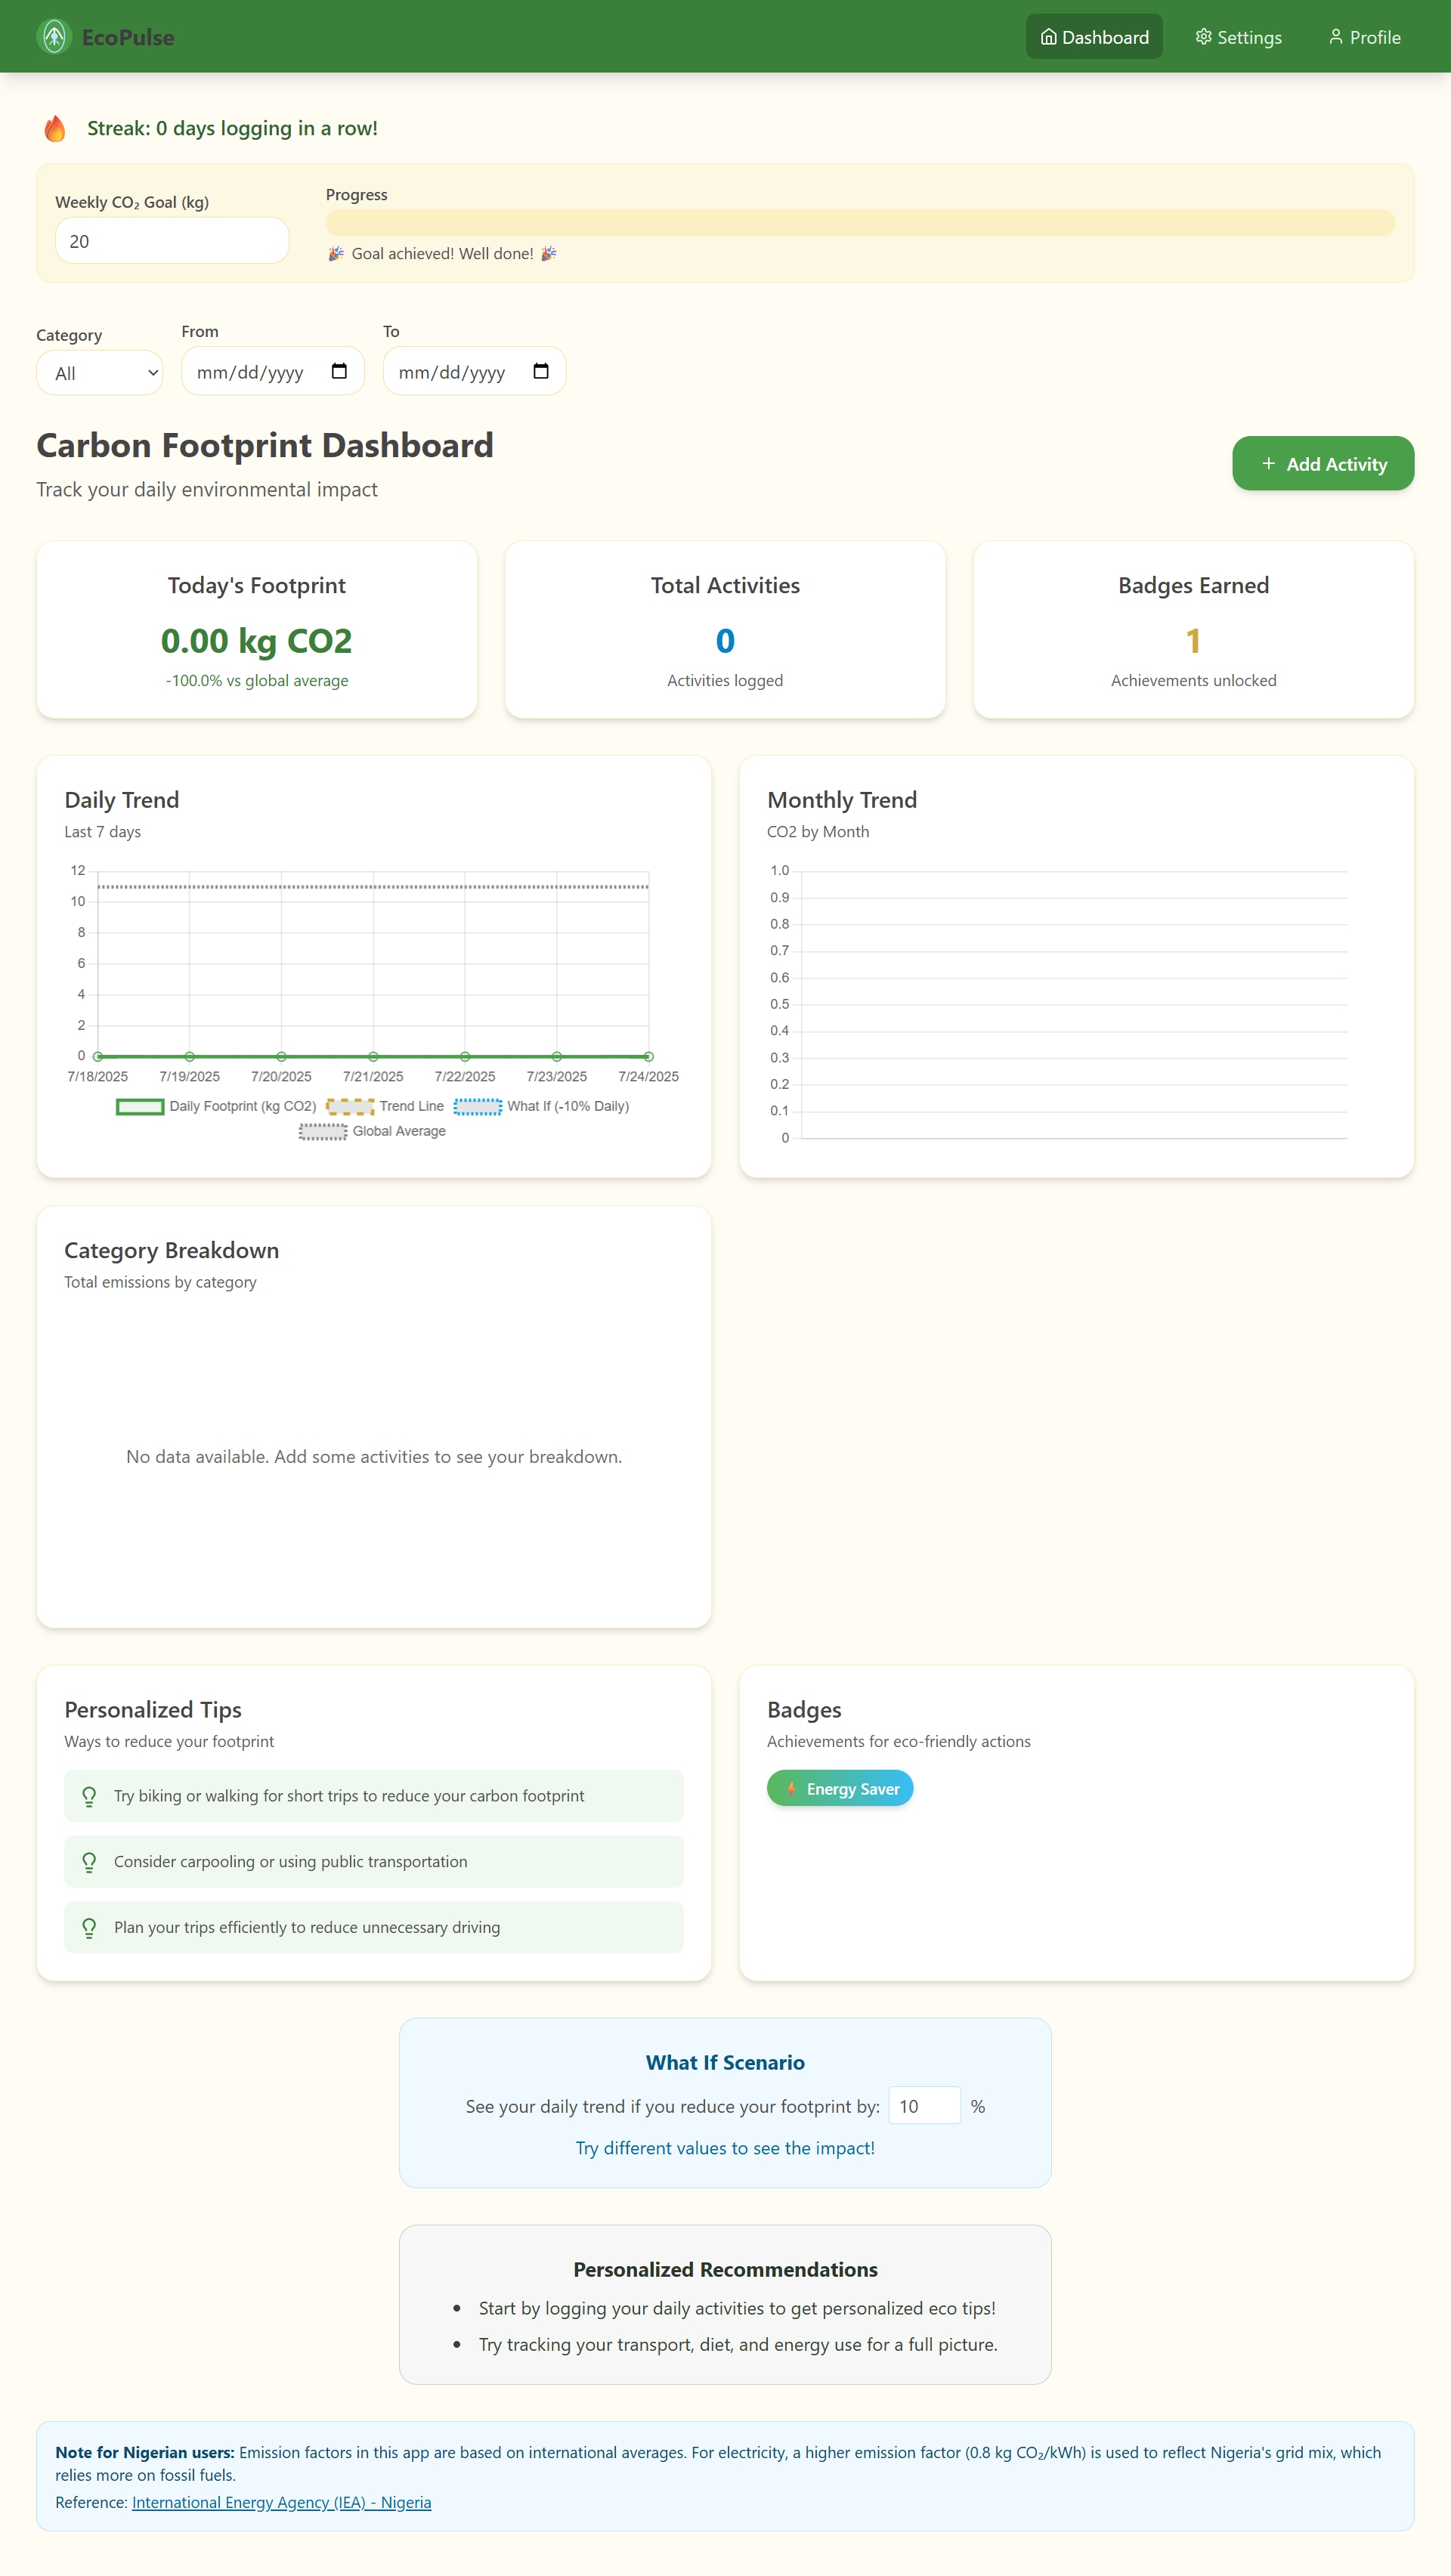 EcoPulse
Dashboard
Settings
Profile
Streak: 0 days logging in a row!
Weekly CO₂ Goal (kg)
20
Progress
🎉 Goal achieved! Well done! 🎉
Category
All
From
mm/dd/yyyy
To
mm/dd/yyyy
Carbon Footprint Dashboard
Track your daily environmental impact
+ Add Activity
Today's Footprint
0.00 kg CO2
-100.0% vs global average
Total Activities
0
Activities logged
Badges Earned
1
Achievements unlocked
Daily Trend
Last 7 days
12
10
8
6
4
2
0
7/18/2025 7/19/2025 7/20/2025 7/21/2025 7/22/2025 7/23/2025 7/24/2025
Daily Footprint (kg CO2) Trend Line What If (-10% Daily)
Global Average
Monthly Trend
CO2 by Month
1.0
0.9
0.8
0.7
0.6
0.5
0.4
0.3
0.2
0.1
0
Category Breakdown
Total emissions by category
No data available. Add some activities to see your breakdown.
Personalized Tips
Ways to reduce your footprint
Try biking or walking for short trips to reduce your carbon footprint
Consider carpooling or using public transportation
Plan your trips efficiently to reduce unnecessary driving
Badges
Achievements for eco-friendly actions
Energy Saver
What If Scenario
See your daily trend if you reduce your footprint by: 10 %
Try different values to see the impact!
Personalized Recommendations
• Start by logging your daily activities to get personalized eco tips!
• Try tracking your transport, diet, and energy use for a full picture.
Note for Nigerian users: Emission factors in this app are based on international averages. For electricity, a higher emission factor (0.8 kg CO₂/kWh) is used to reflect Nigeria's grid mix, which
relies more on fossil fuels.
Reference: International Energy Agency (IEA) - Nigeria